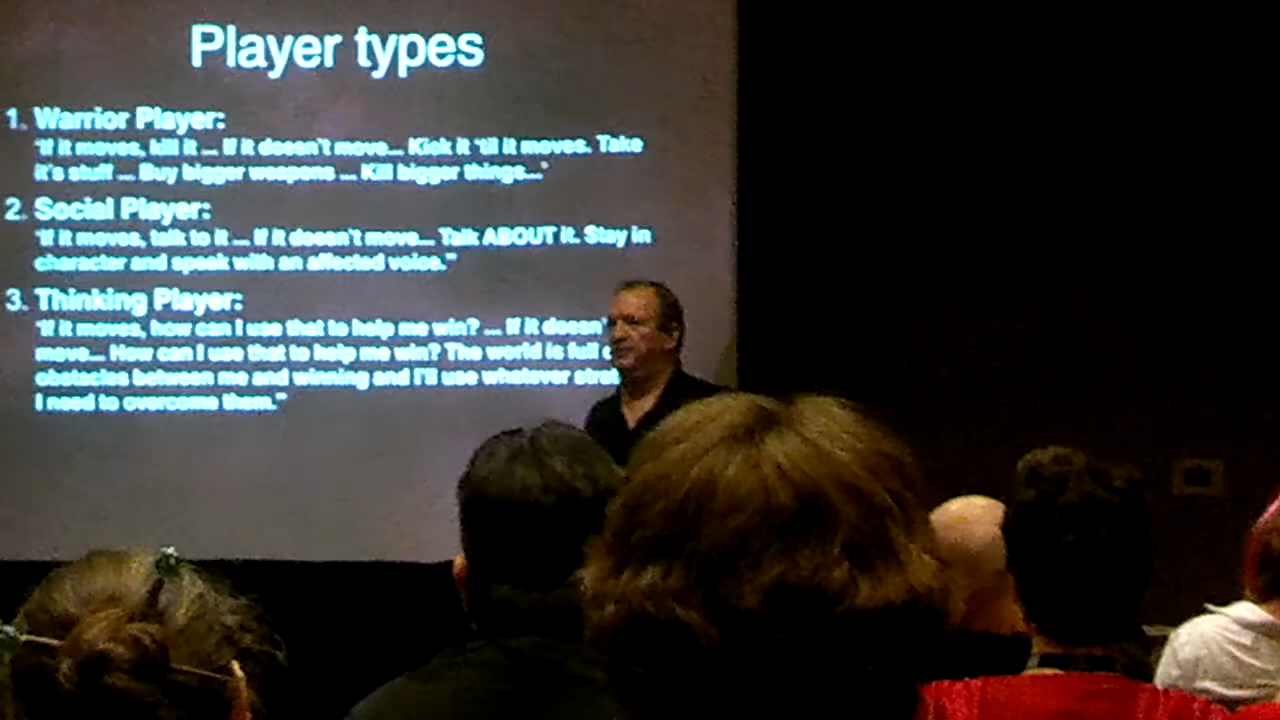 Player types
1. Warrior Player:
"If it moves, kill it ... If it doesn't move... Kick it 'til it moves. Take
it's stuff ... Buy bigger weapons ... Kill bigger things..."
2. Social Player:
"If it moves, talk to it ... If it doesn't move... Talk ABOUT it. Stay in
character and speak with an affected voice."
3. Thinking Player:
"If it moves, how can I use that to help me win? ... If it doesn'
move... How can I use that to help me win? The world is full
obstacles between me and winning and I'll use whatever
I need to overcome them."